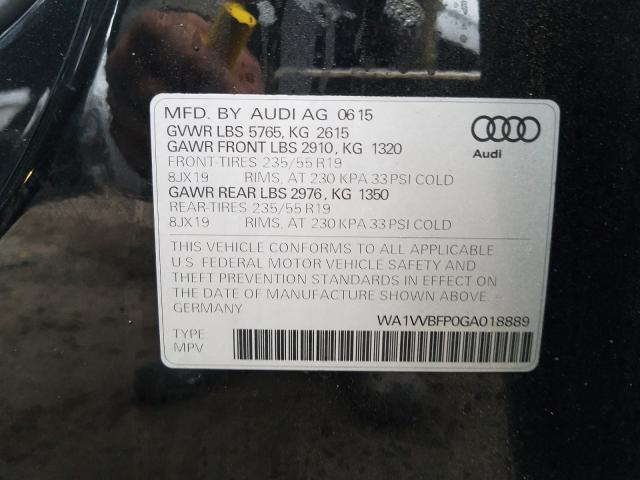 MFD. BY AUDI AG 0615
GVWR LBS 5765, KG 2615
GAWR FRONT LBS 2910, KG 1320
FRONT-TIRES 235/55 R19
8JX19 RIMS, AT 230 KPA 33 PSI COLD
GAWR REAR LBS 2976, KG 1350
REAR-TIRES 235/55 R19
8JX19 RIMS, AT 230 KPA 33 PSI COLD
Audi
THIS VEHICLE CONFORMS TO ALL APPLICABLE
U.S. FEDERAL MOTOR VEHICLE SAFETY AND
THEFT PREVENTION STANDARDS IN EFFECT ON
THE DATE OF MANUFACTURE SHOWN ABOVE.
GERMANY
WA1VVBFP0GA018889
TYPE:
MPV